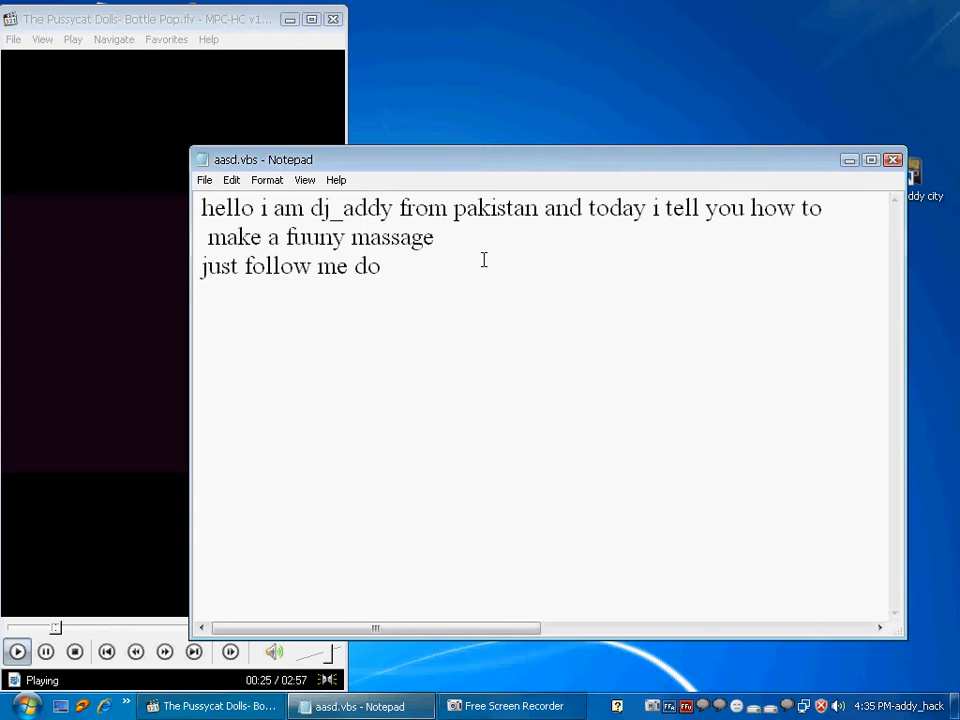 The Pussycat Dolls- Bottle Pop.flv - MPC-HC v1...
File View Play Navigate Favorites Help
aasd.vbs - Notepad
File Edit Format View Help
hello i am dj_addy from pakistan and today i tell you how to
make a fuuny massage
just follow me do
ddy city
Playing 00:25 / 02:57
The Pussycat Dolls- Bo...
aasd.vbs - Notepad
Free Screen Recorder
4:35 PM-addy_hack